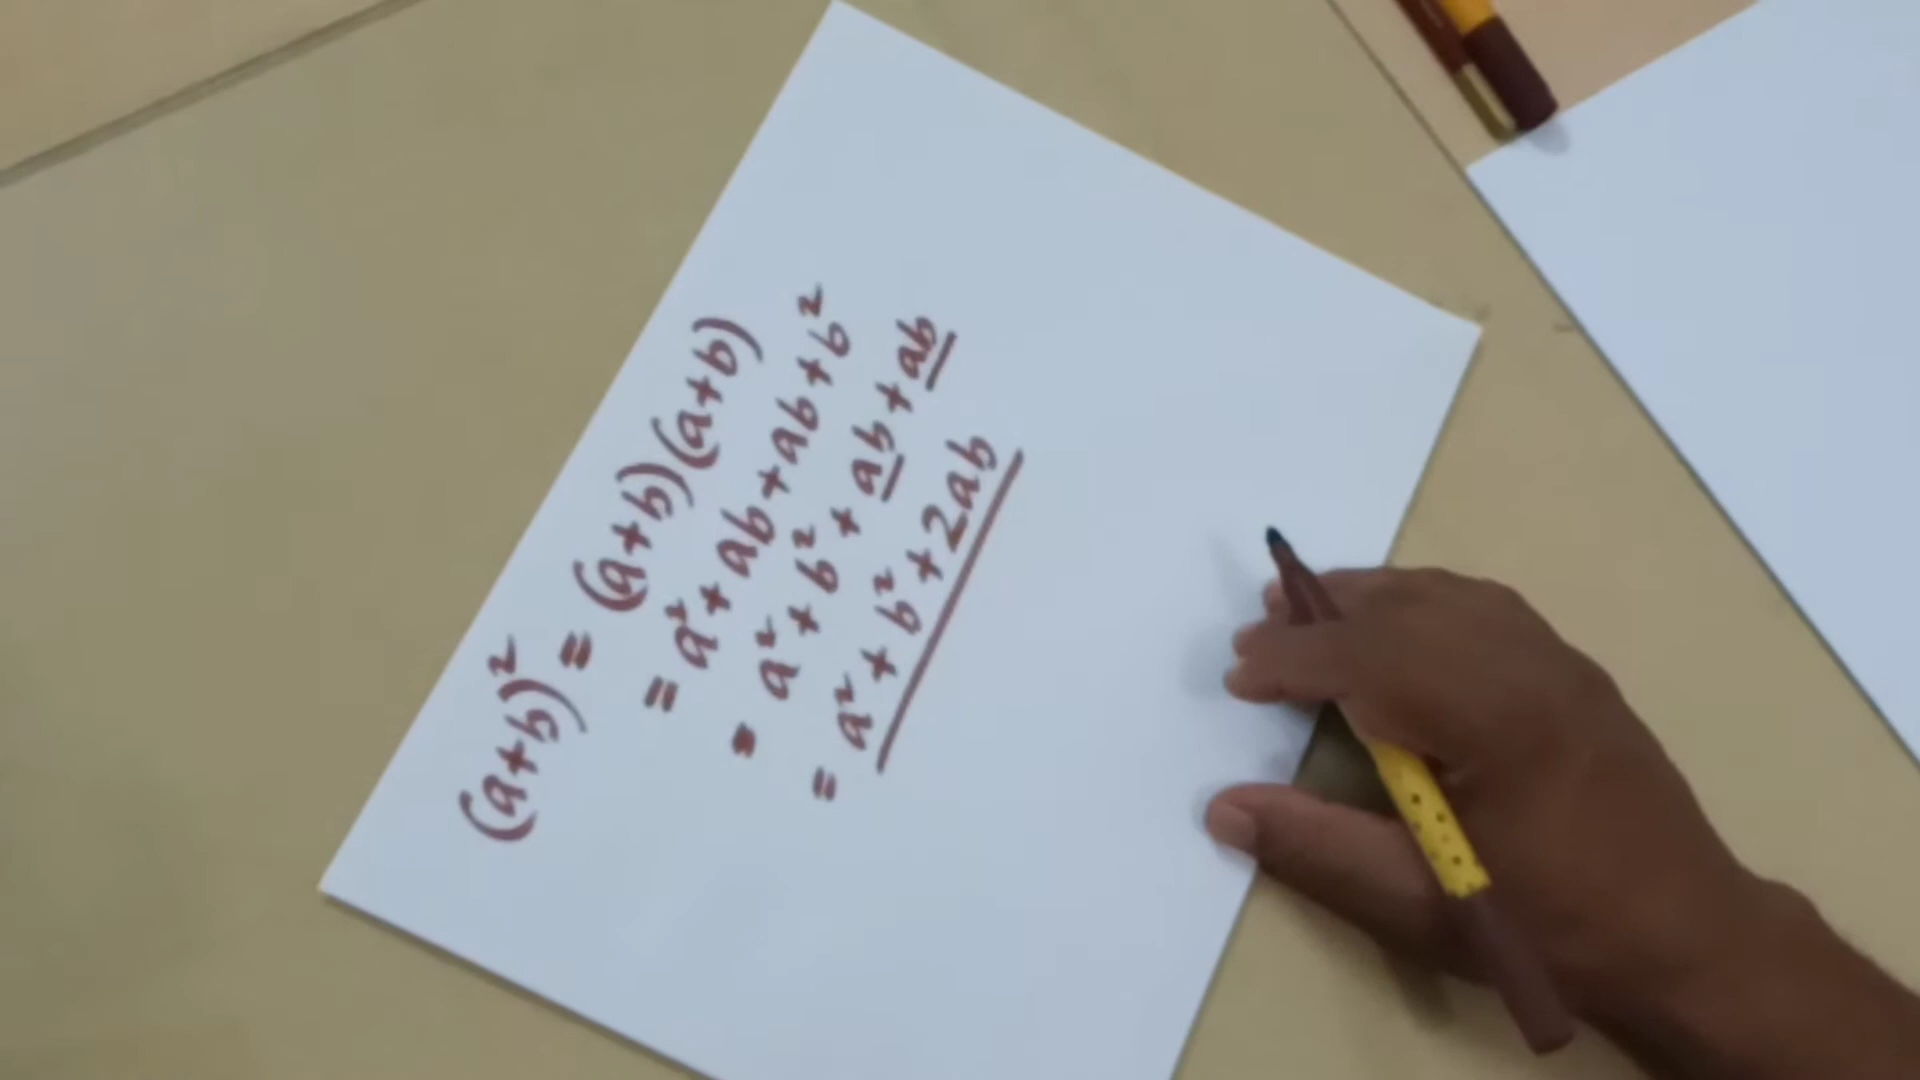 (a+b)² = (a+b)(a+b)
= a² + ab + ab + b²
= a² + b² + ab + ab
= a² + b² + 2ab